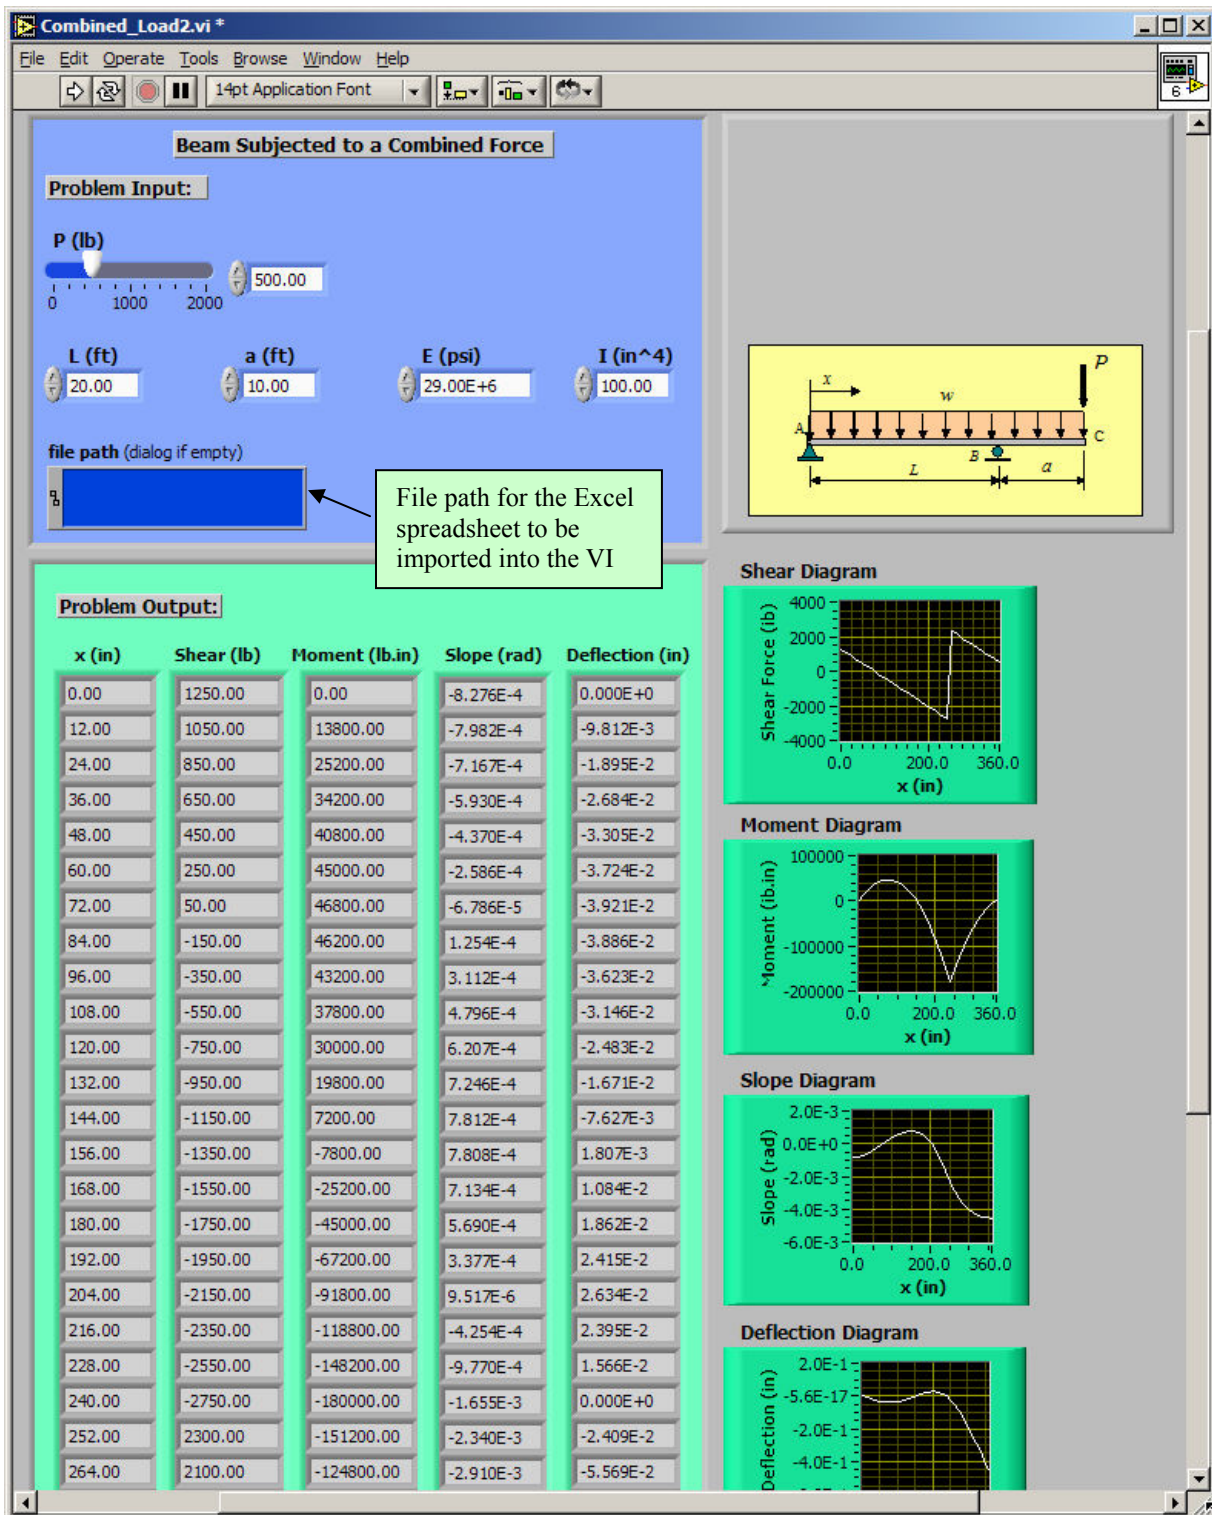 Combined_Load2.vi *
File Edit Operate Tools Browse Window Help
14pt Application Font
6
Beam Subjected to a Combined Force
Problem Input:
P (lb)
500.00
0 1000 2000
L (ft) a (ft) E (psi) I (in^4)
20.00 10.00 29.00E+6 100.00
file path (dialog if empty)
File path for the Excel
spreadsheet to be
imported into the VI
P
x
w
A
B
C
L
a
Problem Output:
x (in) Shear (lb) Moment (lb.in) Slope (rad) Deflection (in)
0.00 1250.00 0.00 -8.276E-4 0.000E+0
12.00 1050.00 13800.00 -7.982E-4 -9.812E-3
24.00 850.00 25200.00 -7.167E-4 -1.895E-2
36.00 650.00 34200.00 -5.930E-4 -2.684E-2
48.00 450.00 40800.00 -4.370E-4 -3.305E-2
60.00 250.00 45000.00 -2.586E-4 -3.724E-2
72.00 50.00 46800.00 -6.786E-5 -3.921E-2
84.00 -150.00 46200.00 1.254E-4 -3.886E-2
96.00 -350.00 43200.00 3.112E-4 -3.623E-2
108.00 -550.00 37800.00 4.796E-4 -3.146E-2
120.00 -750.00 30000.00 6.207E-4 -2.483E-2
132.00 -950.00 19800.00 7.246E-4 -1.671E-2
144.00 -1150.00 7200.00 7.812E-4 -7.627E-3
156.00 -1350.00 -7800.00 7.808E-4 1.807E-3
168.00 -1550.00 -25200.00 7.134E-4 1.084E-2
180.00 -1750.00 -45000.00 5.690E-4 1.862E-2
192.00 -1950.00 -67200.00 3.377E-4 2.415E-2
204.00 -2150.00 -91800.00 9.517E-6 2.634E-2
216.00 -2350.00 -118800.00 -4.254E-4 2.395E-2
228.00 -2550.00 -148200.00 -9.770E-4 1.566E-2
240.00 -2750.00 -180000.00 -1.655E-3 0.000E+0
252.00 2300.00 -151200.00 -2.340E-3 -2.409E-2
264.00 2100.00 -124800.00 -2.910E-3 -5.569E-2
Shear Diagram
Shear Force (ib)
4000
2000
0
-2000
-4000
0.0 200.0 360.0
x (in)
Moment Diagram
Moment (ib.in)
100000
0
-100000
-200000
0.0 200.0 360.0
x (in)
Slope Diagram
Slope (rad)
2.0E-3
0.0E+0
-2.0E-3
-4.0E-3
-6.0E-3
0.0 200.0 360.0
x (in)
Deflection Diagram
Deflection (in)
2.0E-1
-5.6E-17
-2.0E-1
-4.0E-1